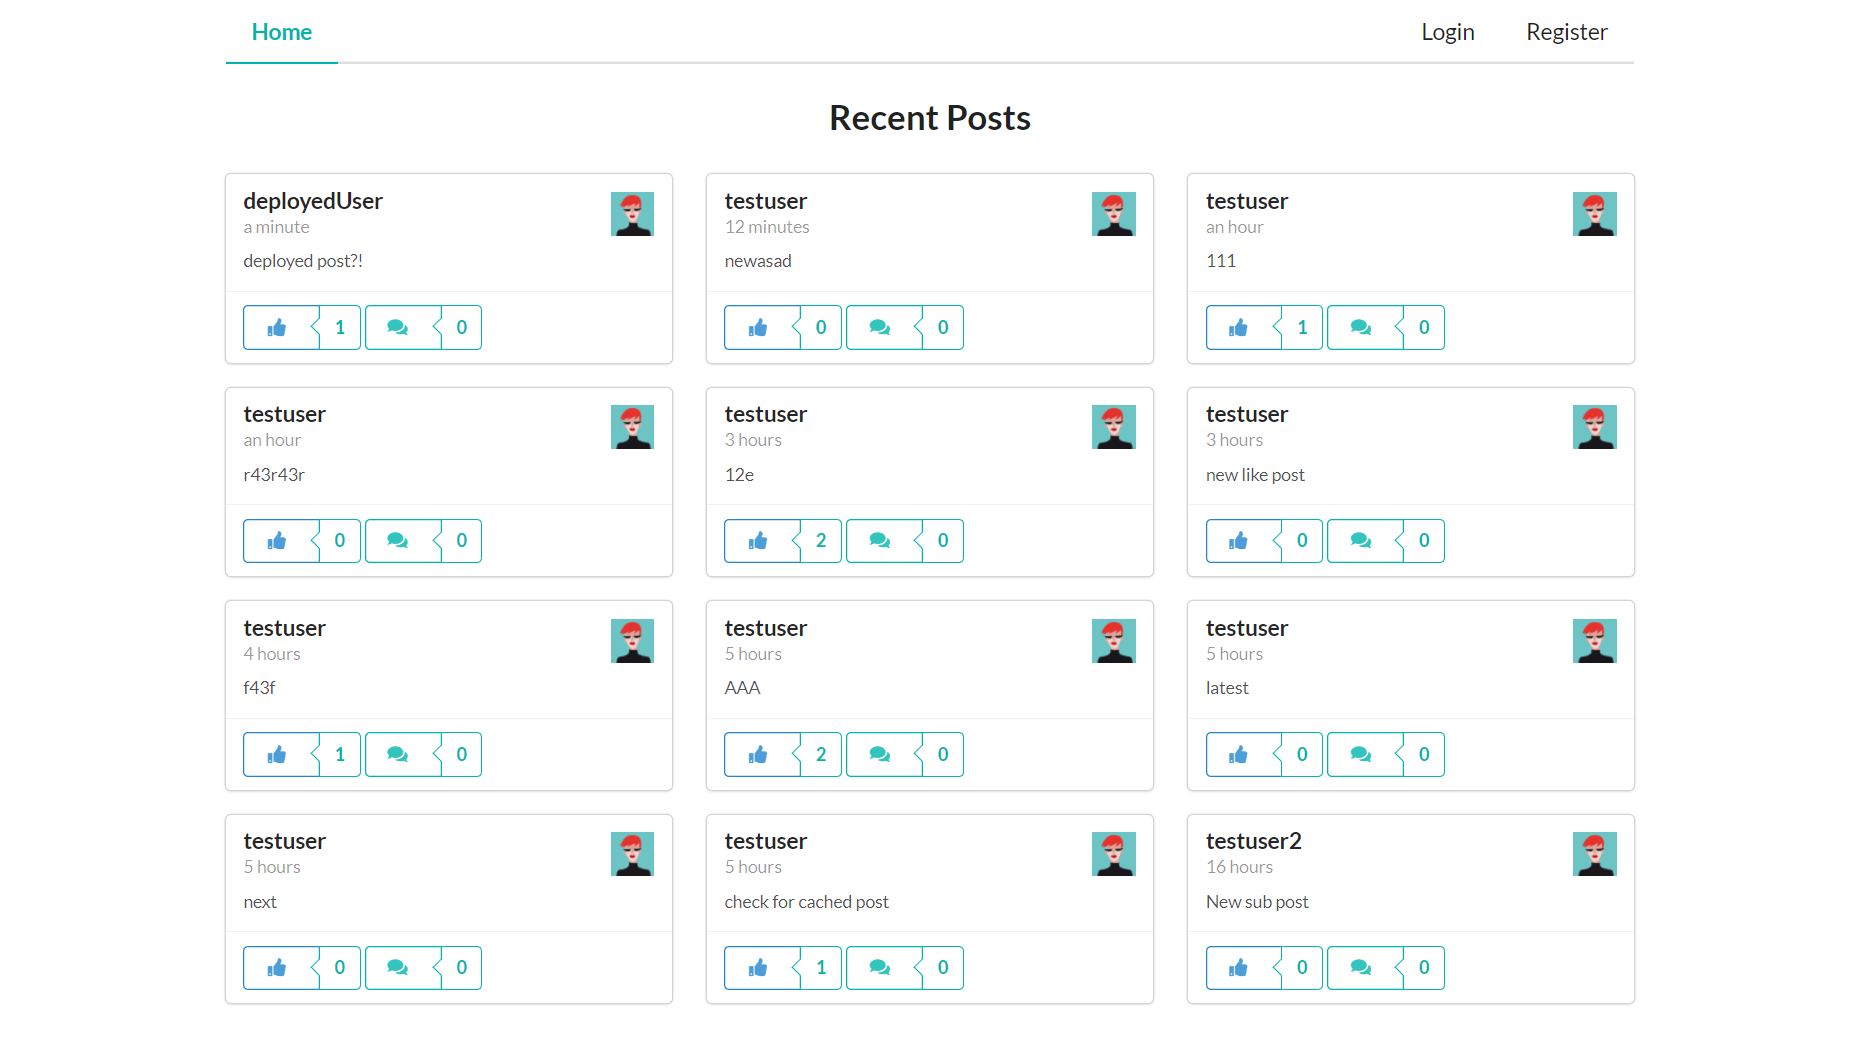 Home Login Register
Recent Posts
deployedUser
a minute
deployed post?!
1 0
testuser
12 minutes
newasad
0 0
testuser
an hour
111
1 0
testuser
an hour
r43r43r
0 0
testuser
3 hours
12e
2 0
testuser
3 hours
new like post
0 0
testuser
4 hours
f43f
1 0
testuser
5 hours
AAA
2 0
testuser
5 hours
latest
0 0
testuser
5 hours
next
0 0
testuser
5 hours
check for cached post
1 0
testuser2
16 hours
New sub post
0 0